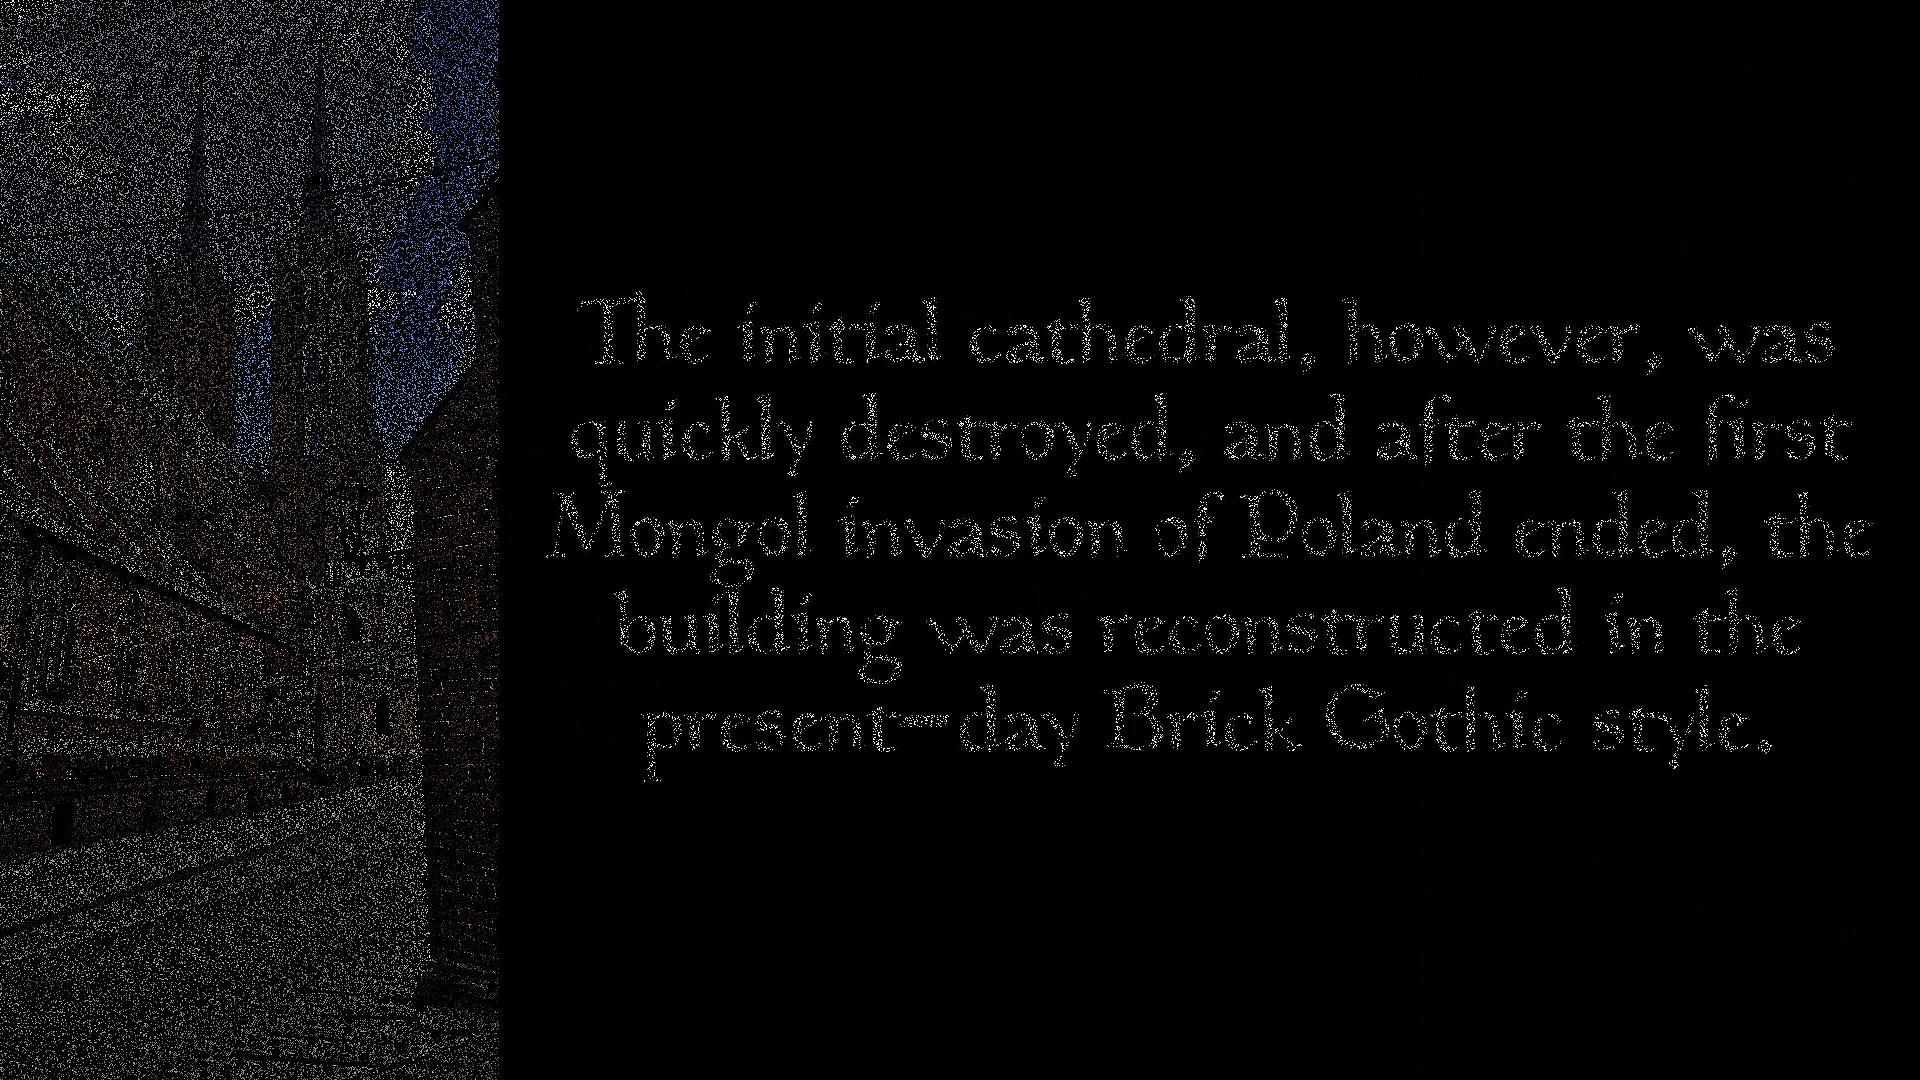 The initial cathedral, however, was
quickly destroyed, and after the first
Mongol invasion of Poland ended, the
building was reconstructed in the
present-day Brick Gothic style.